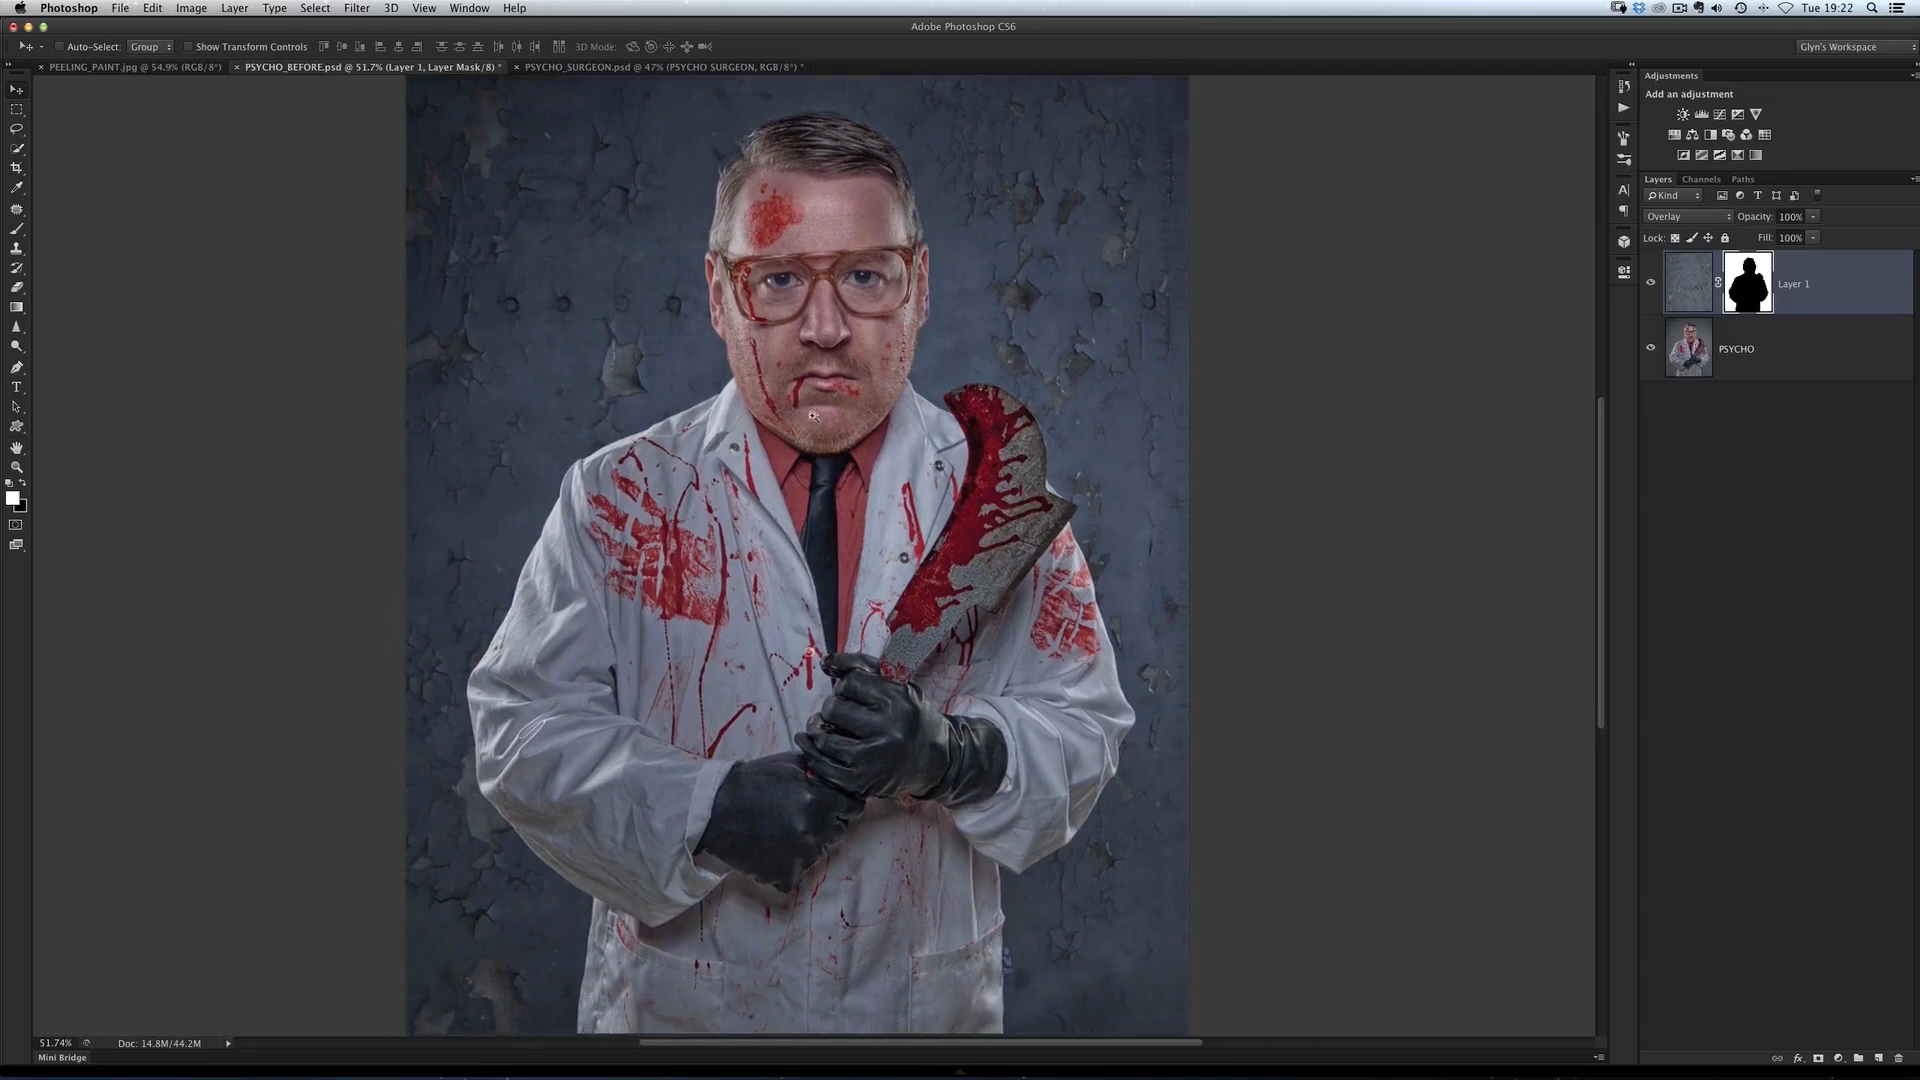 Photoshop File Edit Image Layer Type Select Filter 3D View Window Help Tue 19:22
Adobe Photoshop CS6
Auto-Select: Group Show Transform Controls 3D Mode: Glyn's Workspace
PEELING_PAINT.jpg @ 54.9% (RGB/8*) PSYCHO_BEFORE.psd @ 51.7% (Layer 1, Layer Mask/8) * PSYCHO_SURGEON.psd @ 47% (PSYCHO SURGEON, RGB/8*) *
Adjustments
Add an adjustment
Layers Channels Paths
Kind
Overlay Opacity: 100%
Lock: Fill: 100%
Layer 1
PSYCHO
51.74% Doc: 14.8M/44.2M
Mini Bridge